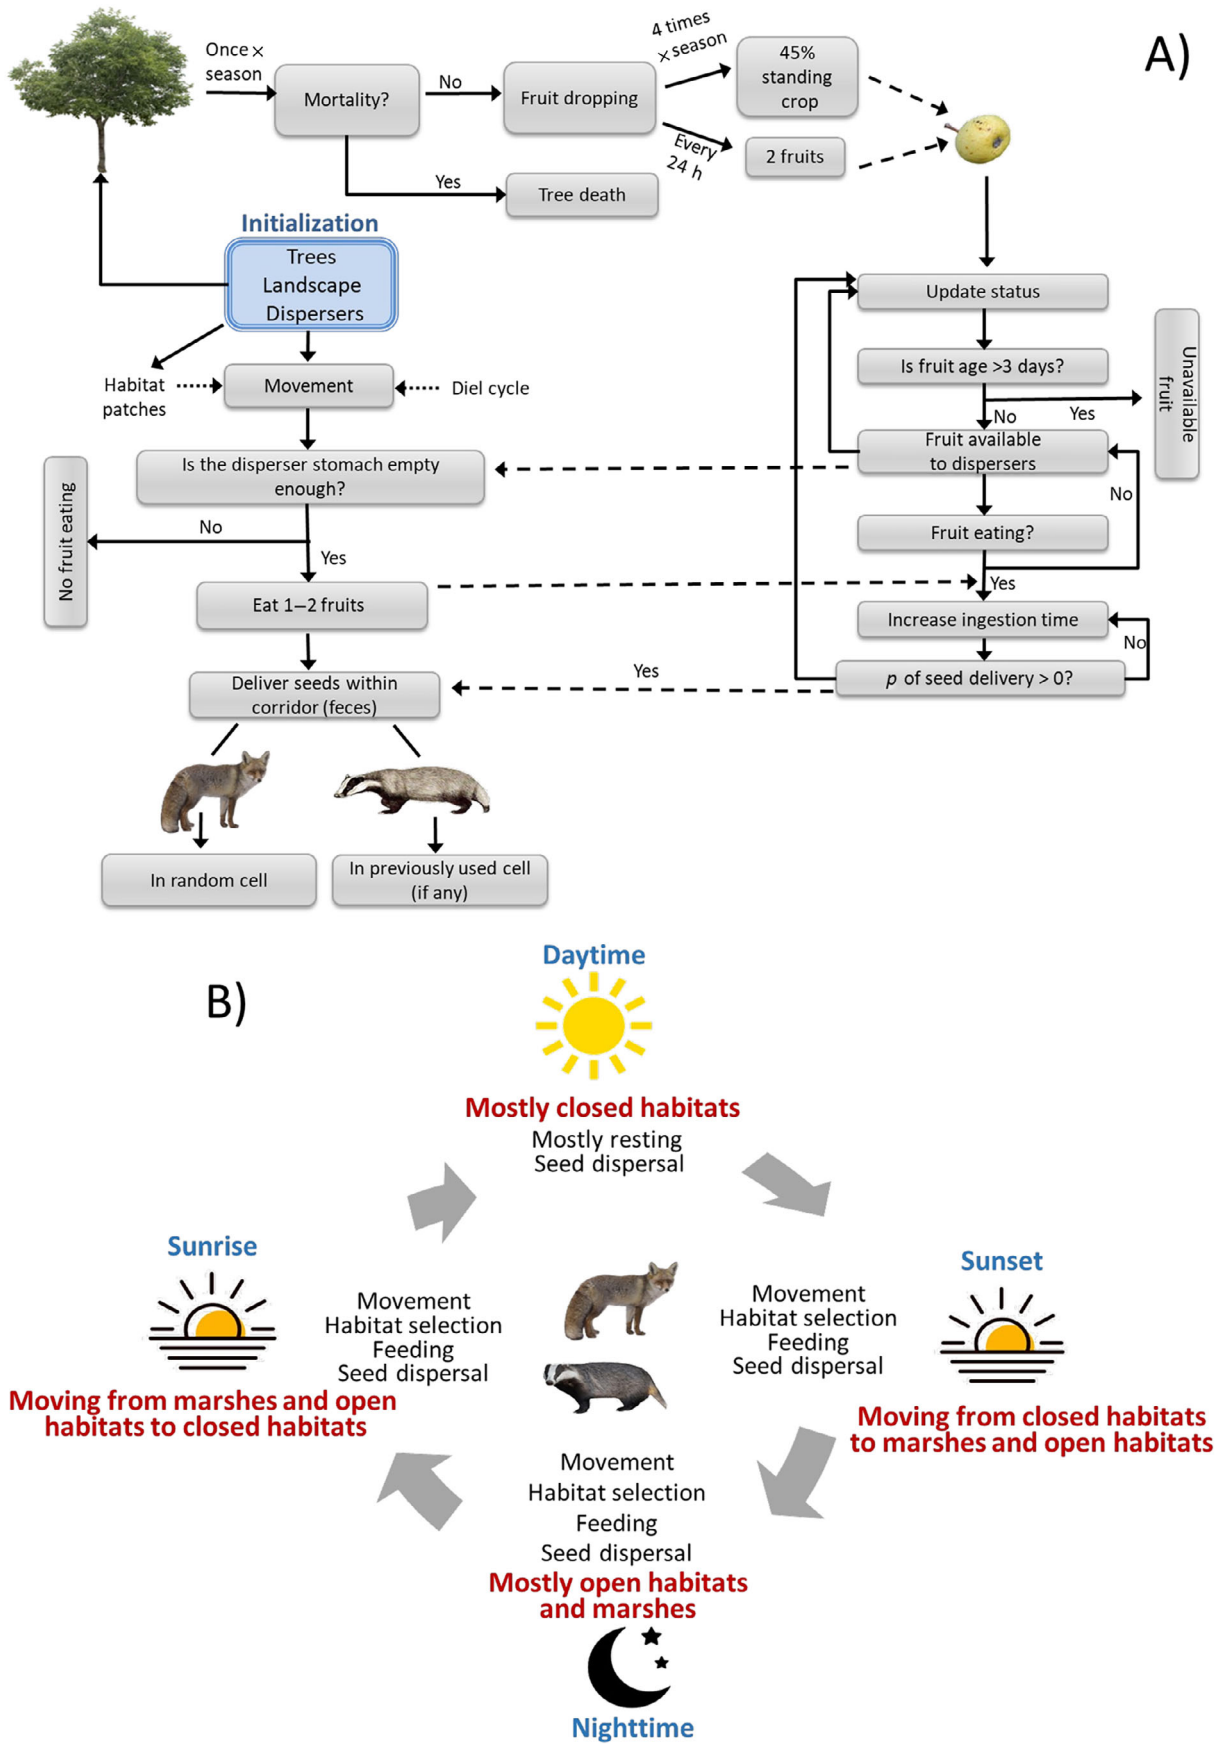 A)
Once ×
season
Mortality?
No
Fruit dropping
4 times
× season
45%
standing
crop
Every
24 h
2 fruits
Yes
Tree death
Initialization
Trees
Landscape
Dispersers
Habitat
patches
Movement
Diel cycle
Is the disperser stomach empty
enough?
No
No fruit eating
Yes
Eat 1–2 fruits
Deliver seeds within
corridor (feces)
In random cell
In previously used cell
(if any)
Update status
Is fruit age >3 days?
No
Yes
Unavailable
fruit
Fruit available
to dispersers
No
Fruit eating?
Yes
Increase ingestion time
No
p of seed delivery > 0?
Yes
B)
Daytime
Mostly closed habitats
Mostly resting
Seed dispersal
Sunrise
Movement
Habitat selection
Feeding
Seed dispersal
Moving from marshes and open
habitats to closed habitats
Sunset
Movement
Habitat selection
Feeding
Seed dispersal
Moving from closed habitats
to marshes and open habitats
Movement
Habitat selection
Feeding
Seed dispersal
Mostly open habitats
and marshes
Nighttime